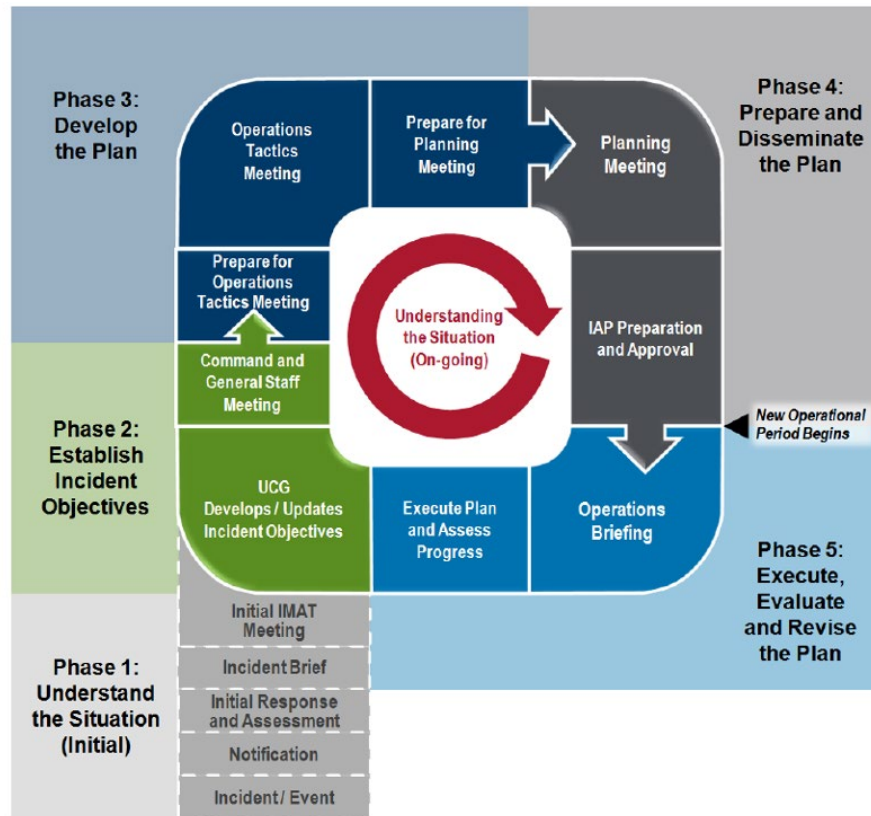 Phase 3:
Develop
the Plan
Operations
Tactics
Meeting
Prepare for
Planning
Meeting
Planning
Meeting
Phase 4:
Prepare and
Disseminate
the Plan
Prepare for
Operations
Tactics Meeting
Understanding
the Situation
(On-going)
IAP Preparation
and Approval
Command and
General Staff
Meeting
New Operational
Period Begins
Phase 2:
Establish
Incident
Objectives
UCG
Develops / Updates
Incident Objectives
Execute Plan
and Assess
Progress
Operations
Briefing
Phase 5:
Execute,
Evaluate
and Revise
the Plan
Phase 1:
Understand
the Situation
(Initial)
Initial IMAT
Meeting
Incident Brief
Initial Response
and Assessment
Notification
Incident / Event